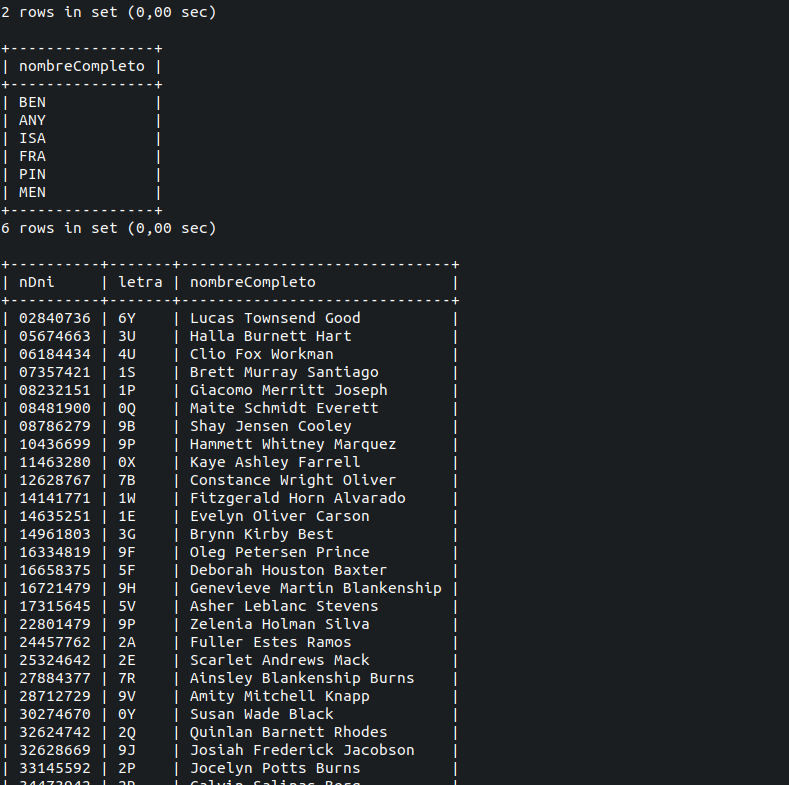 2 rows in set (0,00 sec)
+----------------+
| nombreCompleto |
+----------------+
| BEN            |
| ANY            |
| ISA            |
| FRA            |
| PIN            |
| MEN            |
+----------------+
6 rows in set (0,00 sec)
+----------+-------+------------------------------+
| nDni     | letra | nombreCompleto               |
+----------+-------+------------------------------+
| 02840736 | 6Y    | Lucas Townsend Good          |
| 05674663 | 3U    | Halla Burnett Hart           |
| 06184434 | 4U    | Clio Fox Workman             |
| 07357421 | 1S    | Brett Murray Santiago        |
| 08232151 | 1P    | Giacomo Merritt Joseph       |
| 08481900 | 0Q    | Maite Schmidt Everett        |
| 08786279 | 9B    | Shay Jensen Cooley           |
| 10436699 | 9P    | Hammett Whitney Marquez      |
| 11463280 | 0X    | Kaye Ashley Farrell          |
| 12628767 | 7B    | Constance Wright Oliver      |
| 14141771 | 1W    | Fitzgerald Horn Alvarado     |
| 14635251 | 1E    | Evelyn Oliver Carson         |
| 14961803 | 3G    | Brynn Kirby Best             |
| 16334819 | 9F    | Oleg Petersen Prince         |
| 16658375 | 5F    | Deborah Houston Baxter       |
| 16721479 | 9H    | Genevieve Martin Blankenship |
| 17315645 | 5V    | Asher Leblanc Stevens        |
| 22801479 | 9P    | Zelenia Holman Silva         |
| 24457762 | 2A    | Fuller Estes Ramos           |
| 25324642 | 2E    | Scarlet Andrews Mack         |
| 27884377 | 7R    | Ainsley Blankenship Burns    |
| 28712729 | 9V    | Amity Mitchell Knapp         |
| 30274670 | 0Y    | Susan Wade Black             |
| 32624742 | 2Q    | Quinlan Barnett Rhodes       |
| 32628669 | 9J    | Josiah Frederick Jacobson    |
| 33145592 | 2P    | Jocelyn Potts Burns          |